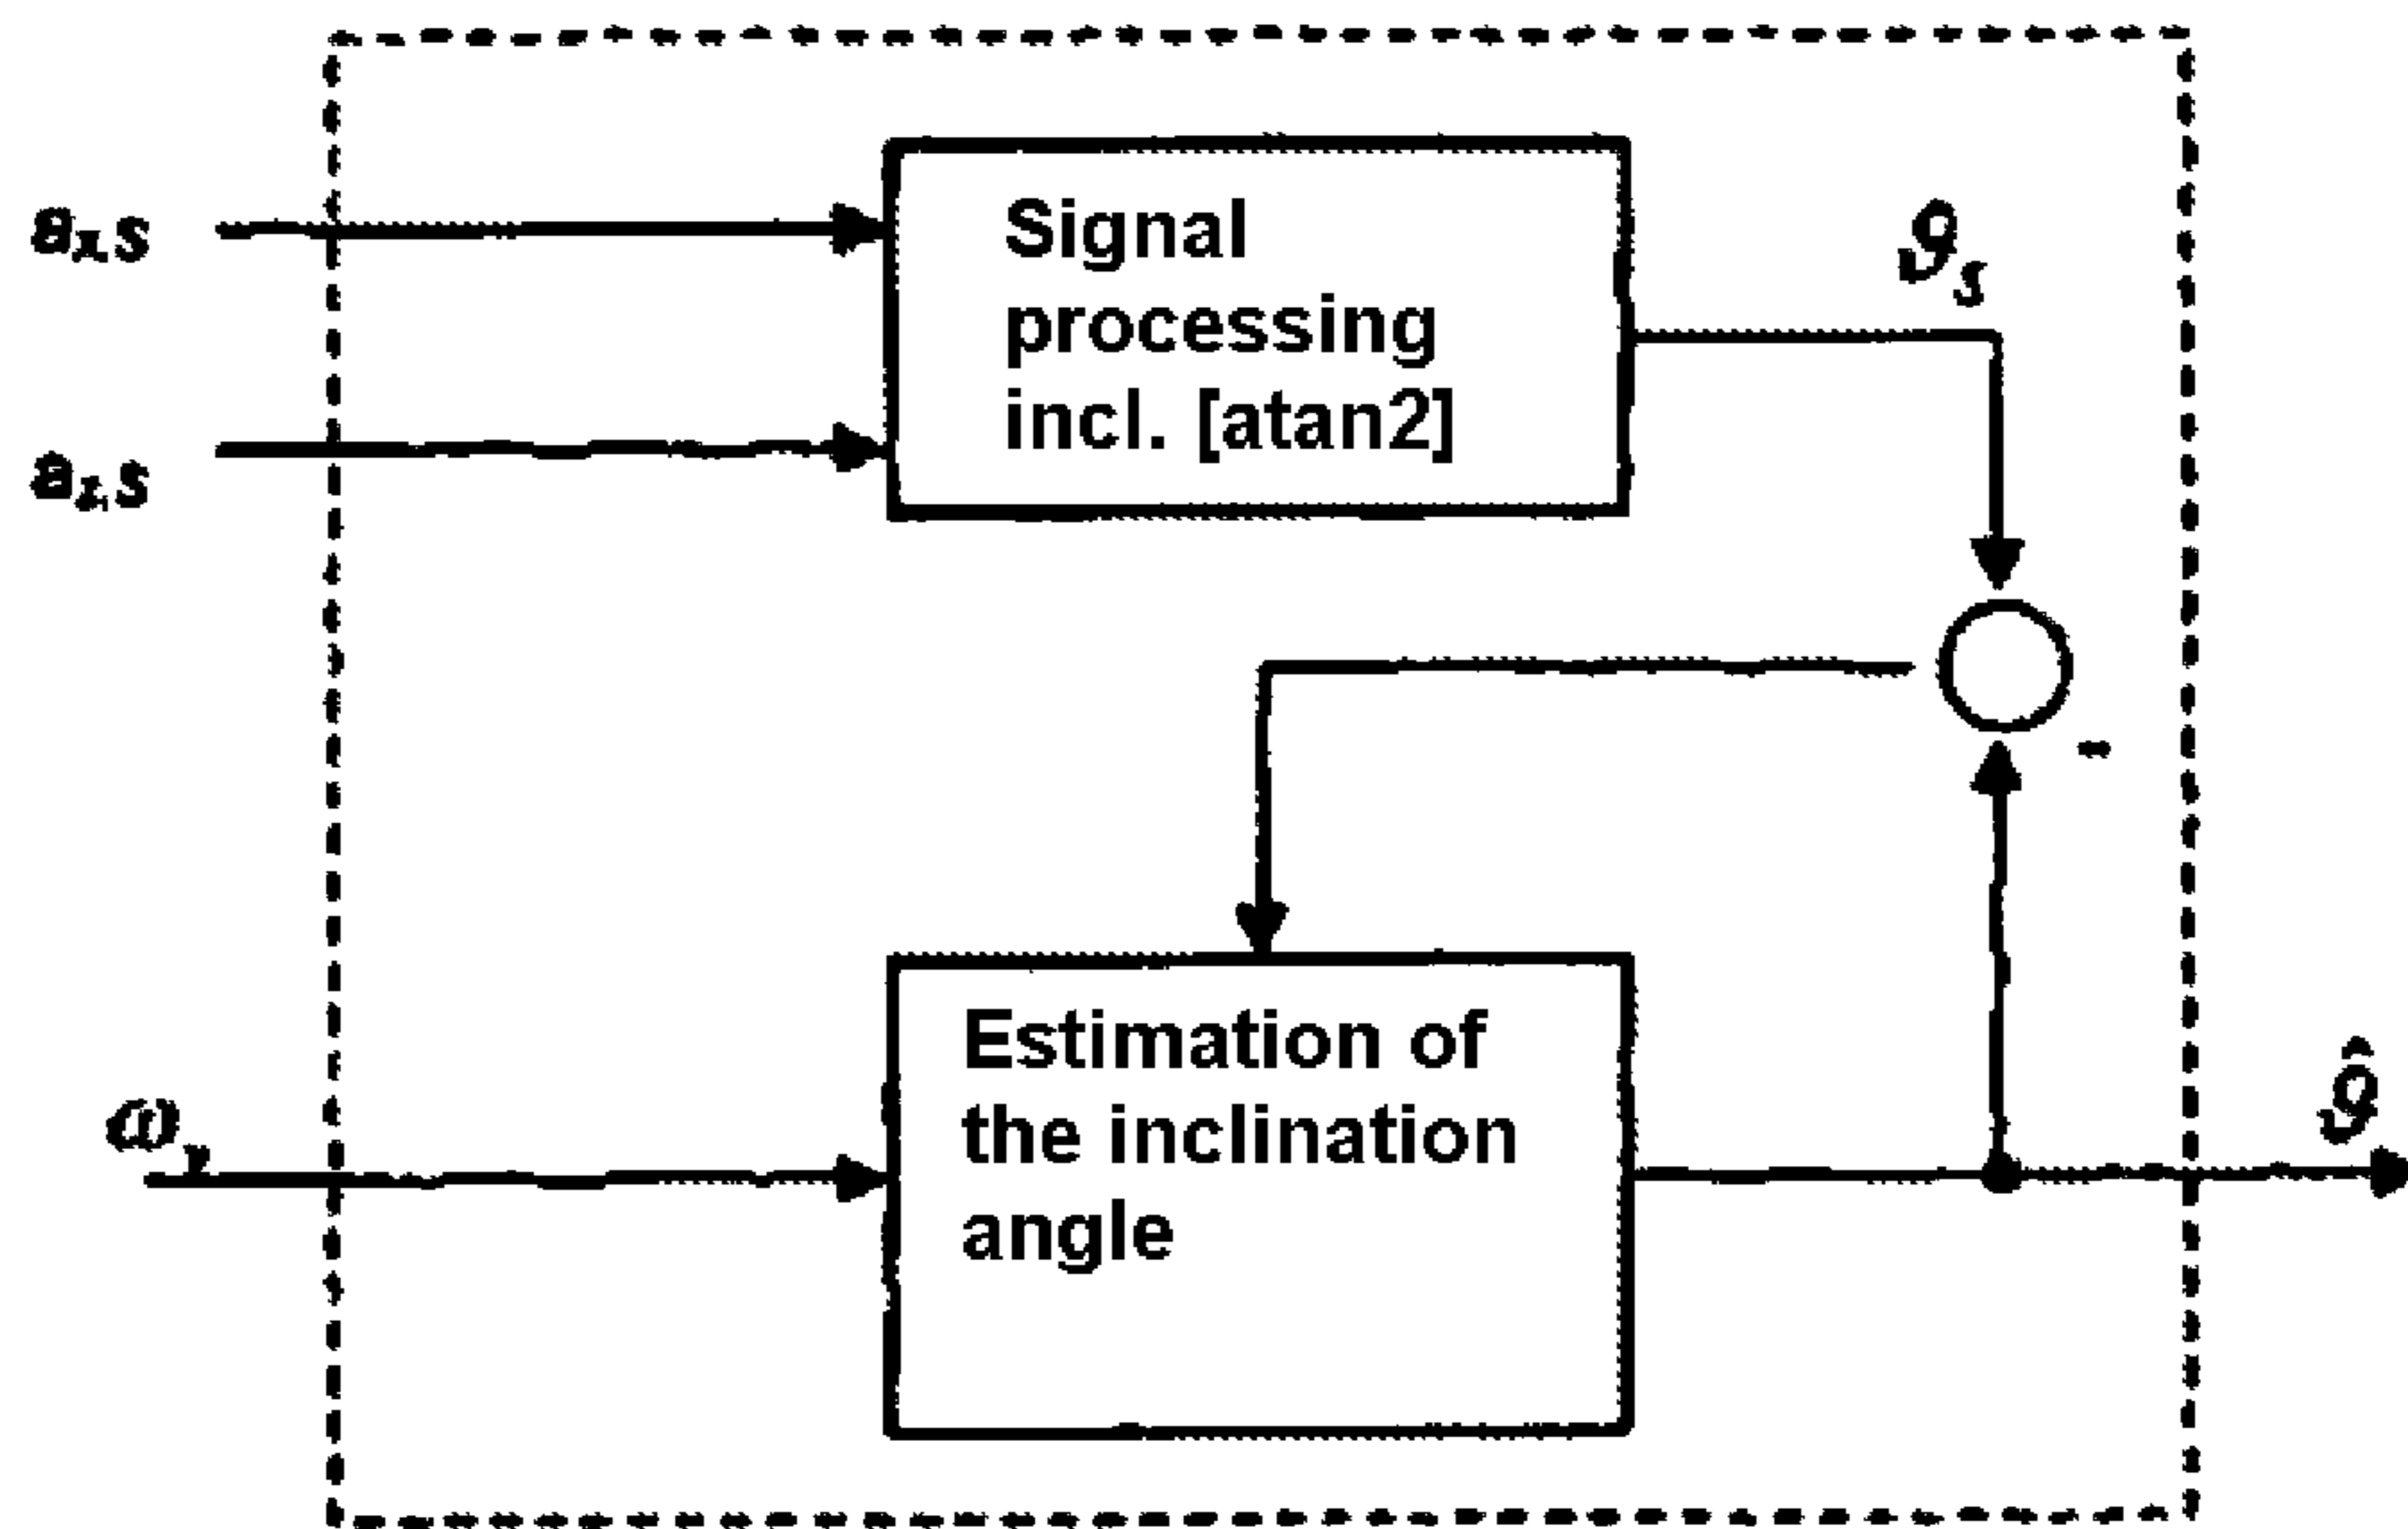 a_x,s
Signal
processing
incl. [atan2]
ϑ_s
a_z,s
-
Estimation of
the inclination
angle
ω_y
ϑ̂